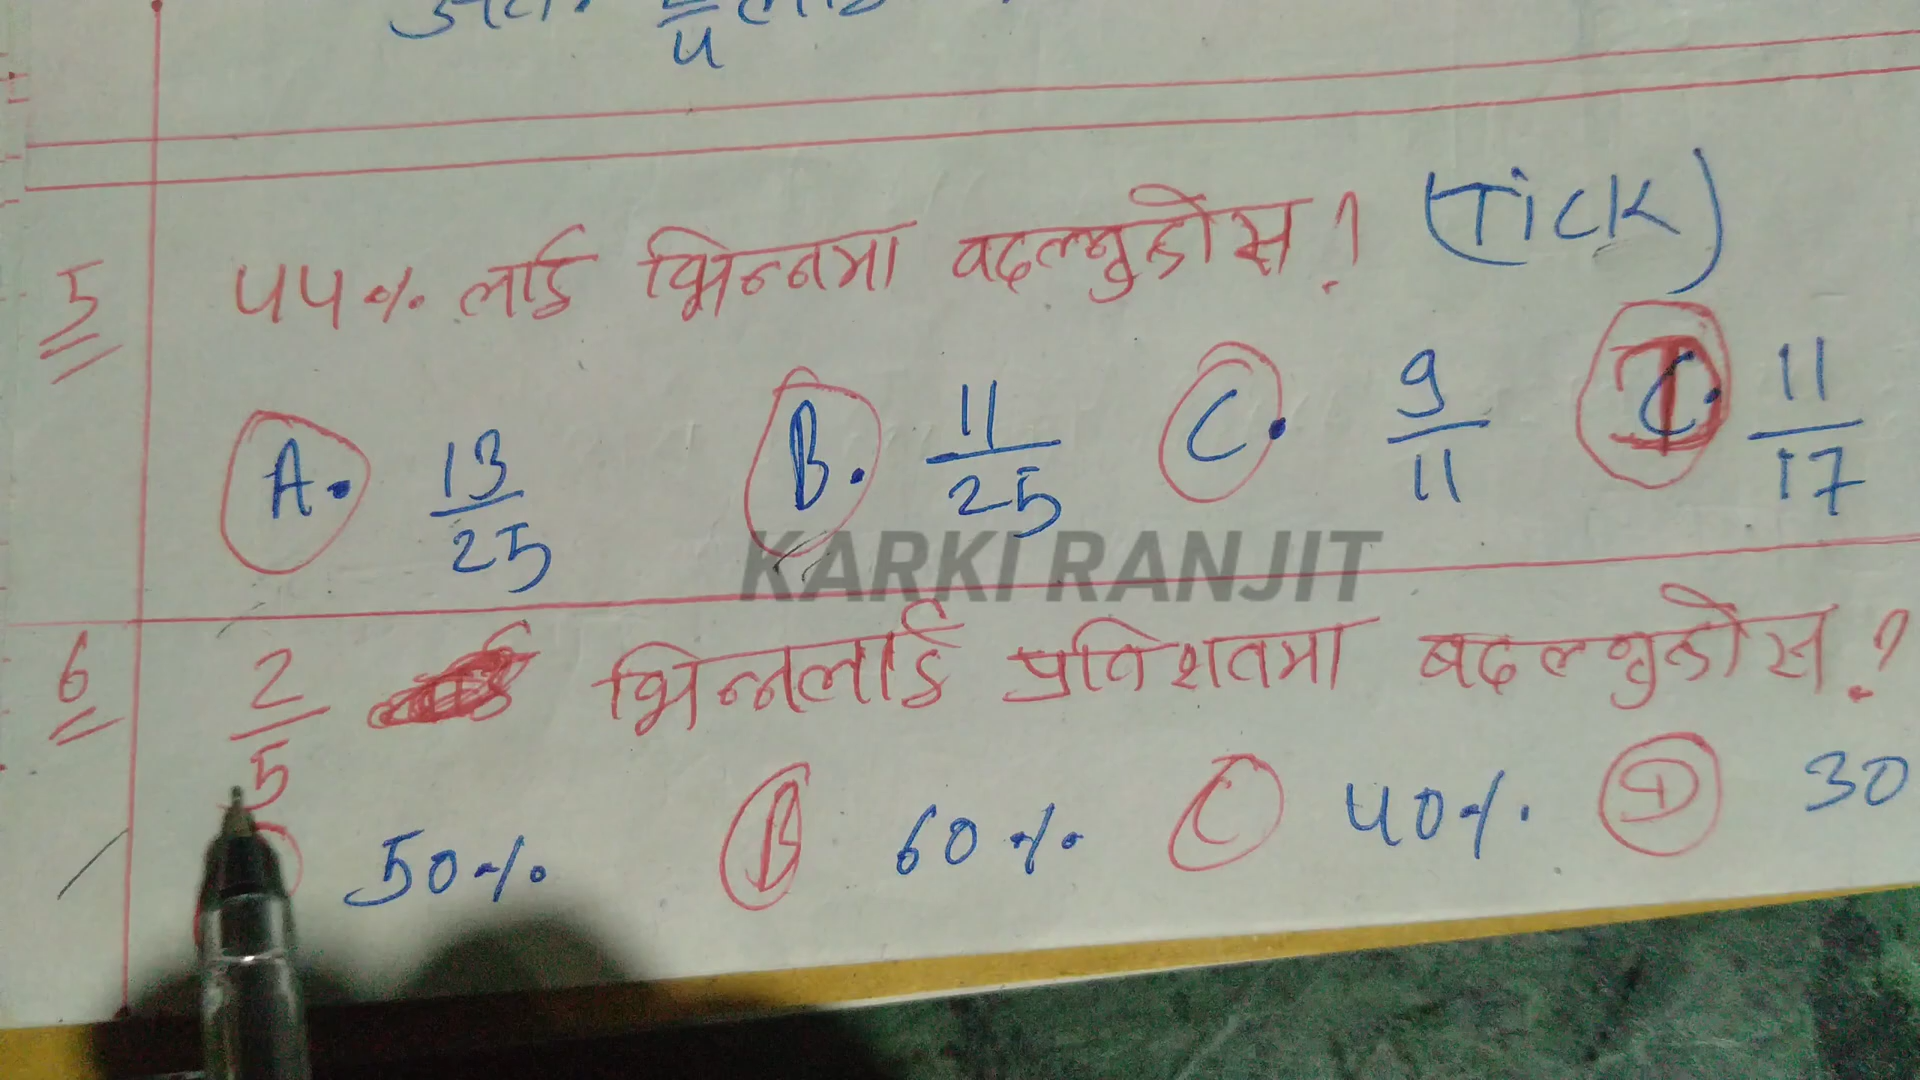 5 44% लाई भिन्नमा बदल्नुहोस ? (TiCK)
A. 13/25 B. 11/25 C. 9/11 D. 11/17
KARKI RANJIT
6 2/5 भिन्नलाई प्रतिशतमा बदल्नुहोस ?
50% B 60% C 40% D 30